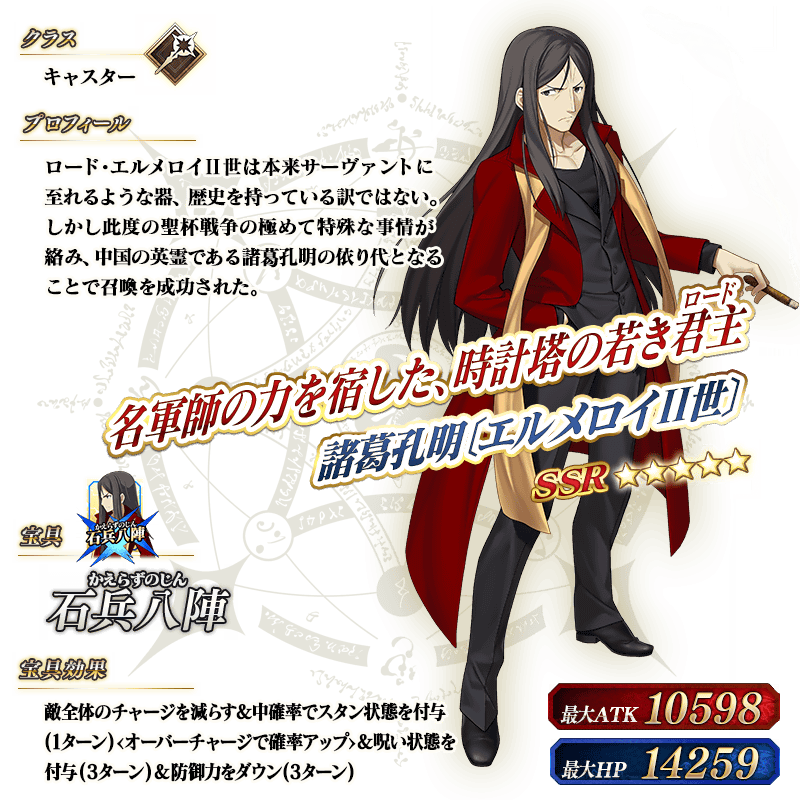 クラス
キャスター
プロフィール
ロード・エルメロイⅡ世は本来サーヴァントに
至れるような器、歴史を持っている訳ではない。
しかし此度の聖杯戦争の極めて特殊な事情が
絡み、中国の英霊である諸葛孔明の依り代となる
ことで召喚を成功された。
ロード
名軍師の力を宿した、時計塔の若き君主
諸葛孔明〔エルメロイⅡ世〕
SSR ★★★★★
宝具
かえらずのじん
石兵八陣
かえらずのじん
石兵八陣
宝具効果
敵全体のチャージを減らす&中確率でスタン状態を付与
(1ターン)<オーバーチャージで確率アップ>&呪い状態を
付与(3ターン)&防御力をダウン(3ターン)
最大ATK 10598
最大HP 14259